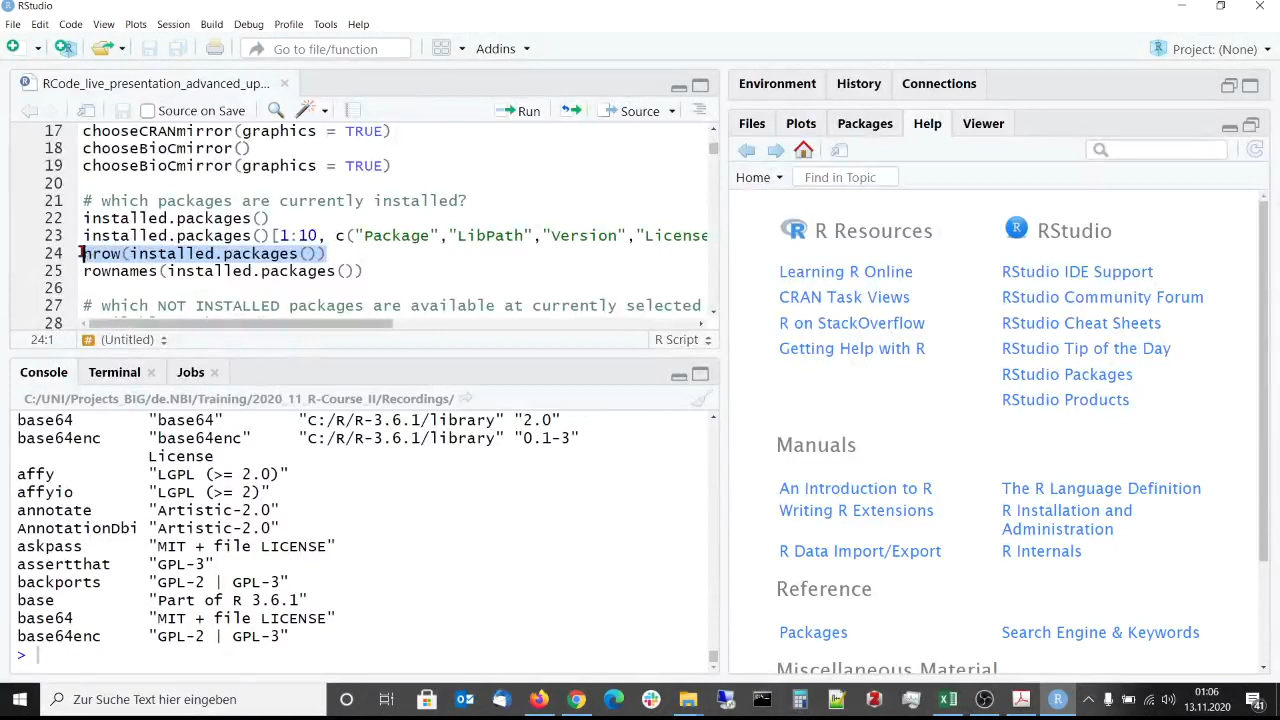 RStudio
File Edit Code View Plots Session Build Debug Profile Tools Help
Go to file/function Addins Project: (None)
RCode_live_presentation_advanced_up...
Source on Save Run Source
17 chooseCRANmirror(graphics = TRUE)
18 chooseBioCmirror()
19 chooseBioCmirror(graphics = TRUE)
20
21 # which packages are currently installed?
22 installed.packages()
23 installed.packages()[1:10, c("Package","LibPath","Version","License
24 nrow(installed.packages())
25 rownames(installed.packages())
26
27 # which NOT INSTALLED packages are available at currently selected
28
24:1 # (Untitled) R Script
Console Terminal Jobs
C:/UNI/Projects_BIG/de.NBI/Training/2020_11_R-Course_II/Recordings/
base64 "base64" "C:/R/R-3.6.1/library" "2.0"
base64enc "base64enc" "C:/R/R-3.6.1/library" "0.1-3"
License
affy "LGPL (>= 2.0)"
affyio "LGPL (>= 2)"
annotate "Artistic-2.0"
AnnotationDbi "Artistic-2.0"
askpass "MIT + file LICENSE"
assertthat "GPL-3"
backports "GPL-2 | GPL-3"
base "Part of R 3.6.1"
base64 "MIT + file LICENSE"
base64enc "GPL-2 | GPL-3"
>
Environment History Connections
Files Plots Packages Help Viewer
Home Find in Topic
R Resources
Learning R Online
CRAN Task Views
R on StackOverflow
Getting Help with R
RStudio
RStudio IDE Support
RStudio Community Forum
RStudio Cheat Sheets
RStudio Tip of the Day
RStudio Packages
RStudio Products
Manuals
An Introduction to R
Writing R Extensions
R Data Import/Export
The R Language Definition
R Installation and
Administration
R Internals
Reference
Packages
Search Engine & Keywords
Miscellaneous Material
Zur Suche Text hier eingeben
01:06
13.11.2020
41